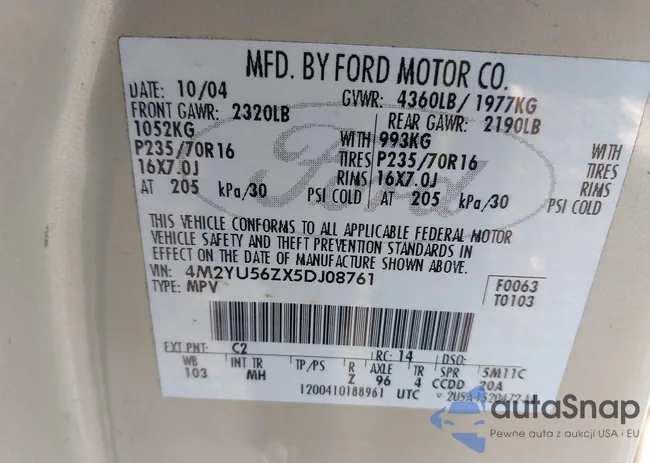 MFD. BY FORD MOTOR CO.
DATE: 10/04 GVWR: 4360LB/1977KG
FRONT GAWR: 2320LB REAR GAWR: 2190LB
1052KG WITH 993KG WITH
P235/70R16 TIRES P235/70R16 TIRES
16X7.0J RIMS 16X7.0J RIMS
AT 205 kPa/30 PSI COLD AT 205 kPa/30 PSI COLD
Ford
THIS VEHICLE CONFORMS TO ALL APPLICABLE FEDERAL MOTOR
VEHICLE SAFETY AND THEFT PREVENTION STANDARDS IN
EFFECT ON THE DATE OF MANUFACTURE SHOWN ABOVE.
VIN: 4M2YU56ZX5DJ08761 F0063
TYPE: MPV T0103
EXT PNT: C2 RC: 14 DSO:
WB INT TR TP/PS R AXLE TR SPR 5M11C
103 MH Z 96 4 CCDD 20A
1200410188961 UTC
autoSnap
Pewne auta z aukcji USA i EU